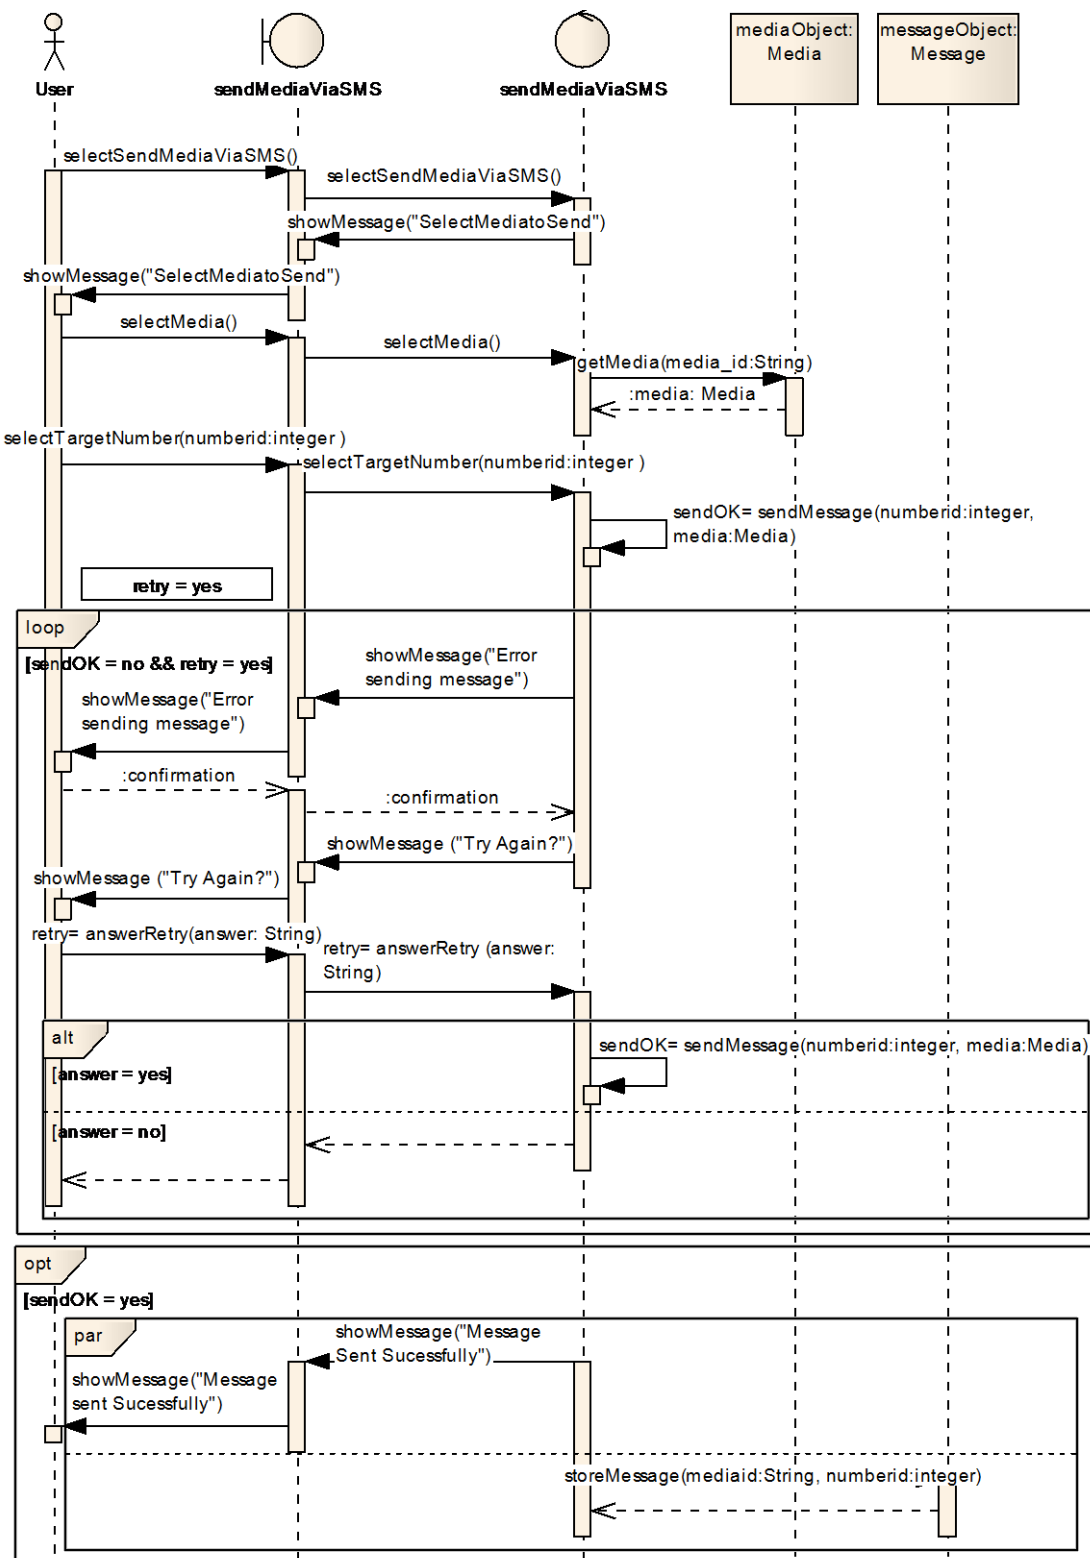 mediaObject:
Media
messageObject:
Message
User
sendMediaViaSMS
sendMediaViaSMS
selectSendMediaViaSMS()
selectSendMediaViaSMS()
showMessage("SelectMediatoSend")
showMessage("SelectMediatoSend")
selectMedia()
selectMedia()
getMedia(media_id:String)
:media: Media
selectTargetNumber(numberid:integer )
selectTargetNumber(numberid:integer )
sendOK= sendMessage(numberid:integer,
media:Media)
retry = yes
loop
[sendOK = no && retry = yes]
showMessage("Error
sending message")
showMessage("Error
sending message")
:confirmation
:confirmation
showMessage ("Try Again?")
showMessage ("Try Again?")
retry= answerRetry(answer: String)
retry= answerRetry (answer:
String)
alt
sendOK= sendMessage(numberid:integer, media:Media)
[answer = yes]
[answer = no]
opt
[sendOK = yes]
par
showMessage("Message
Sent Sucessfully")
showMessage("Message
sent Sucessfully")
storeMessage(mediaid:String, numberid:integer)